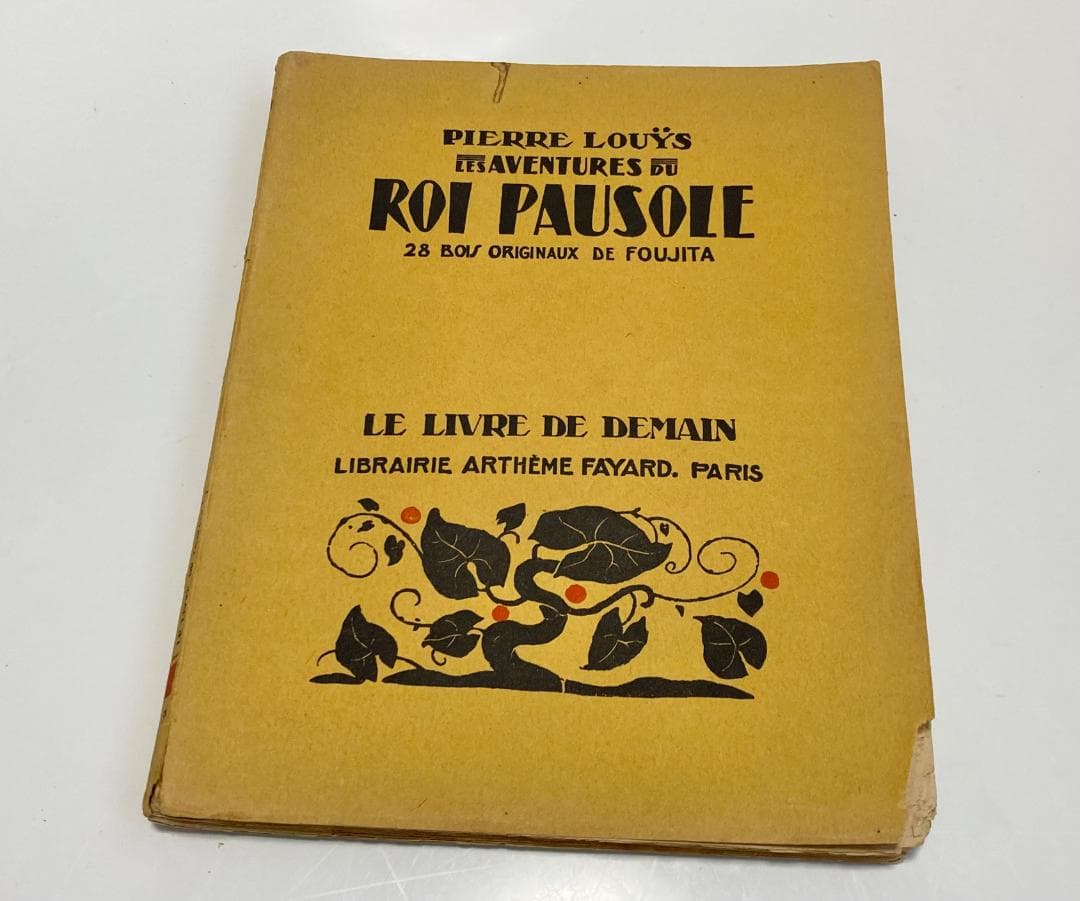 PIERRE LOUŸS
LES AVENTURES DU
ROI PAUSOLE
28 BOIS ORIGINAUX DE FOUJITA
LE LIVRE DE DEMAIN
LIBRAIRIE ARTHÈME FAYARD. PARIS